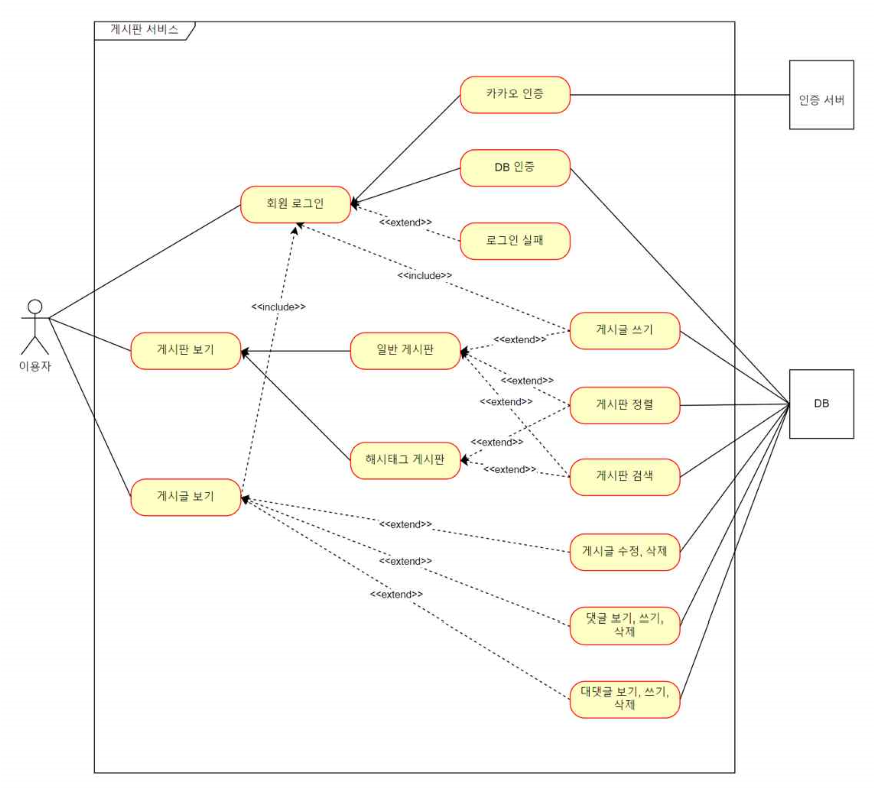 게시판 서비스
카카오 인증
인증 서버
DB 인증
회원 로그인
<<extend>>
로그인 실패
<<include>>
<<include>>
게시글 쓰기
<<extend>>
이용자
게시판 보기
일반 게시판
<<extend>>
<<extend>>
게시판 정렬
DB
<<extend>>
해시태그 게시판
<<extend>>
게시판 검색
게시글 보기
<<extend>>
게시글 수정, 삭제
<<extend>>
<<extend>>
댓글 보기, 쓰기,
삭제
대댓글 보기, 쓰기,
삭제